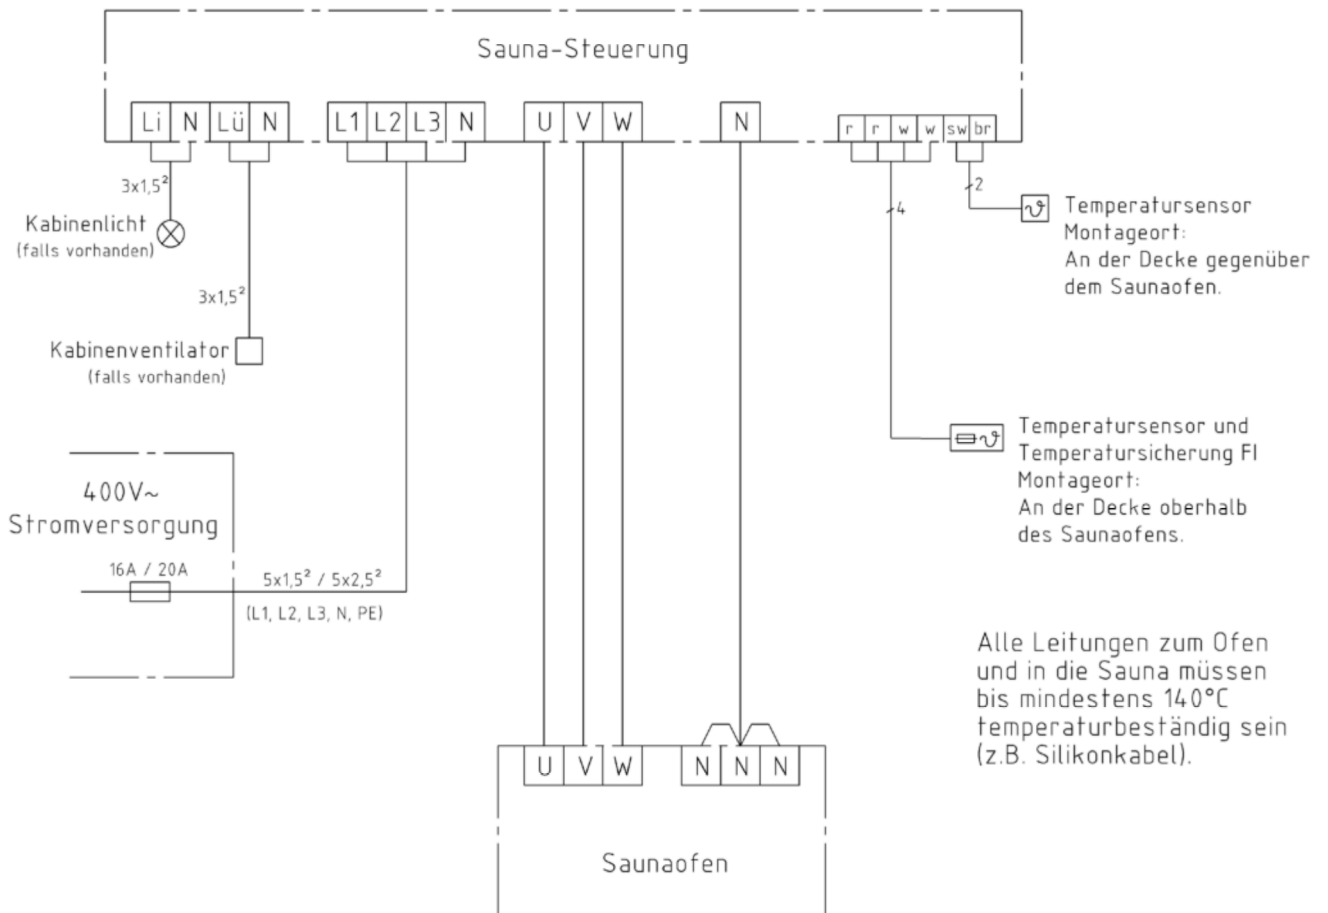 Sauna-Steuerung
Li N Lü N L1 L2 L3 N U V W N r r w w sw br
3x1,5²
Kabinenlicht
(falls vorhanden)
3x1,5²
Kabinenventilator
(falls vorhanden)
2
Temperatursensor
Montageort:
An der Decke gegenüber
dem Saunaofen.
4
Temperatursensor und
Temperatursicherung FI
Montageort:
An der Decke oberhalb
des Saunaofens.
400V~
Stromversorgung
16A / 20A
5x1,5² / 5x2,5²
(L1, L2, L3, N, PE)
Alle Leitungen zum Ofen
und in die Sauna müssen
bis mindestens 140°C
temperaturbeständig sein
(z.B. Silikonkabel).
U V W N N N
Saunaofen